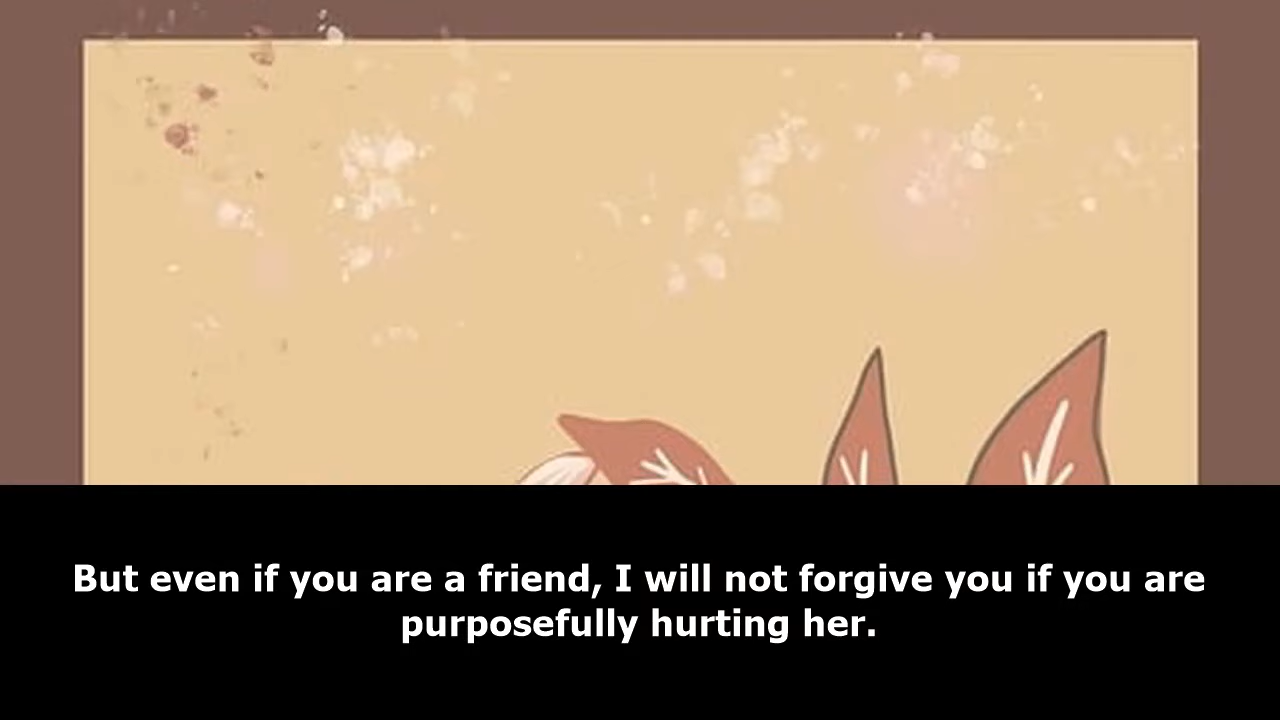 But even if you are a friend, I will not forgive you if you are
purposefully hurting her.